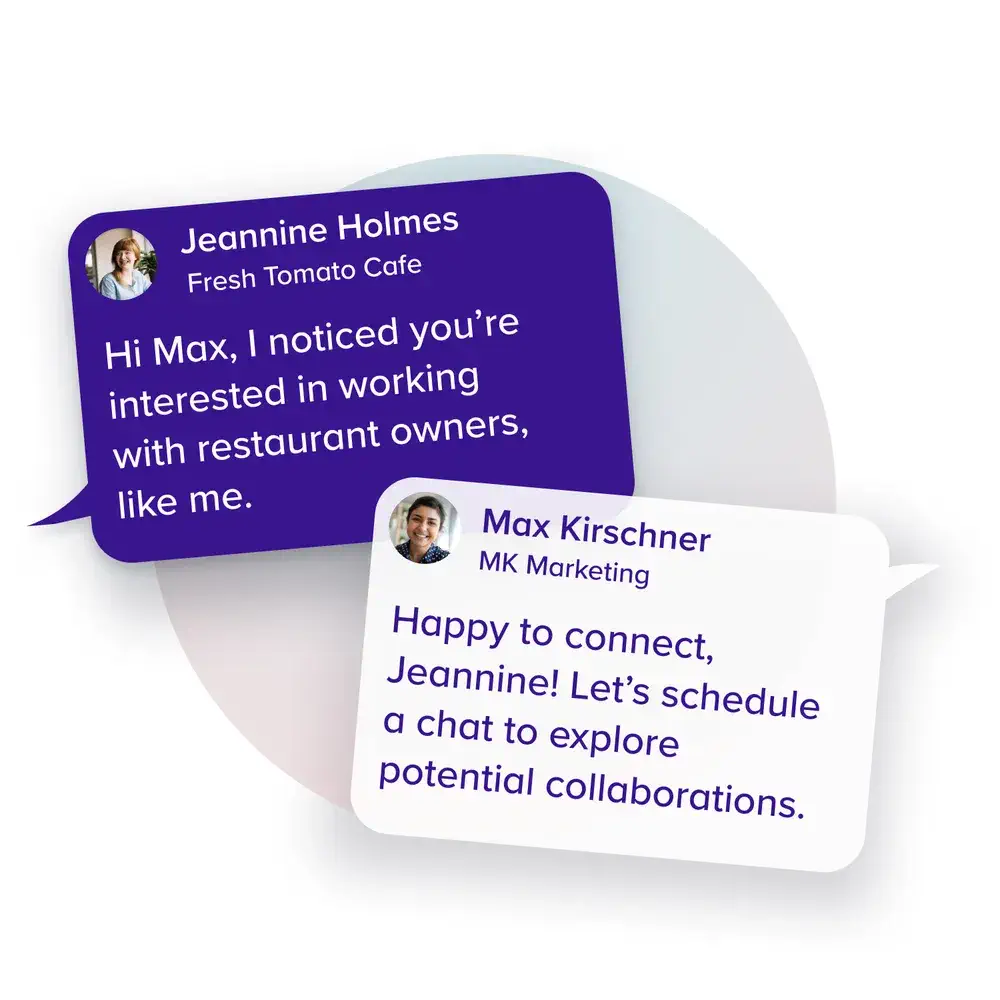 Jeannine Holmes
Fresh Tomato Cafe
Hi Max, I noticed you’re
interested in working
with restaurant owners,
like me.
Max Kirschner
MK Marketing
Happy to connect,
Jeannine! Let’s schedule
a chat to explore
potential collaborations.